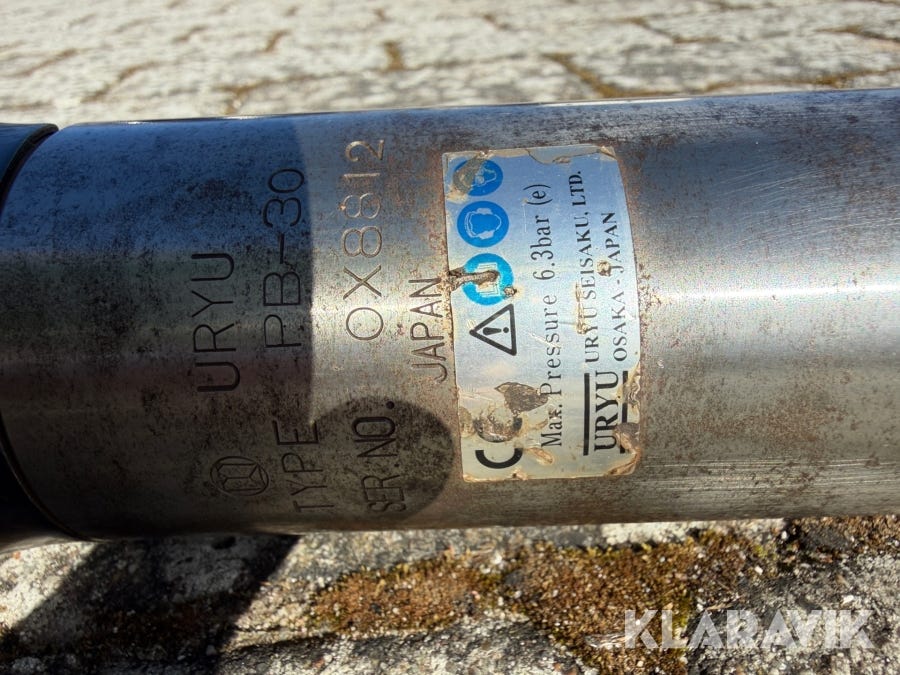 URYU
TYPE PB-30
SER.NO. OX8812
JAPAN
Max. Pressure 6.3bar (e)
URYU URYU SEISAKU, LTD.
OSAKA - JAPAN
KLARAVIK